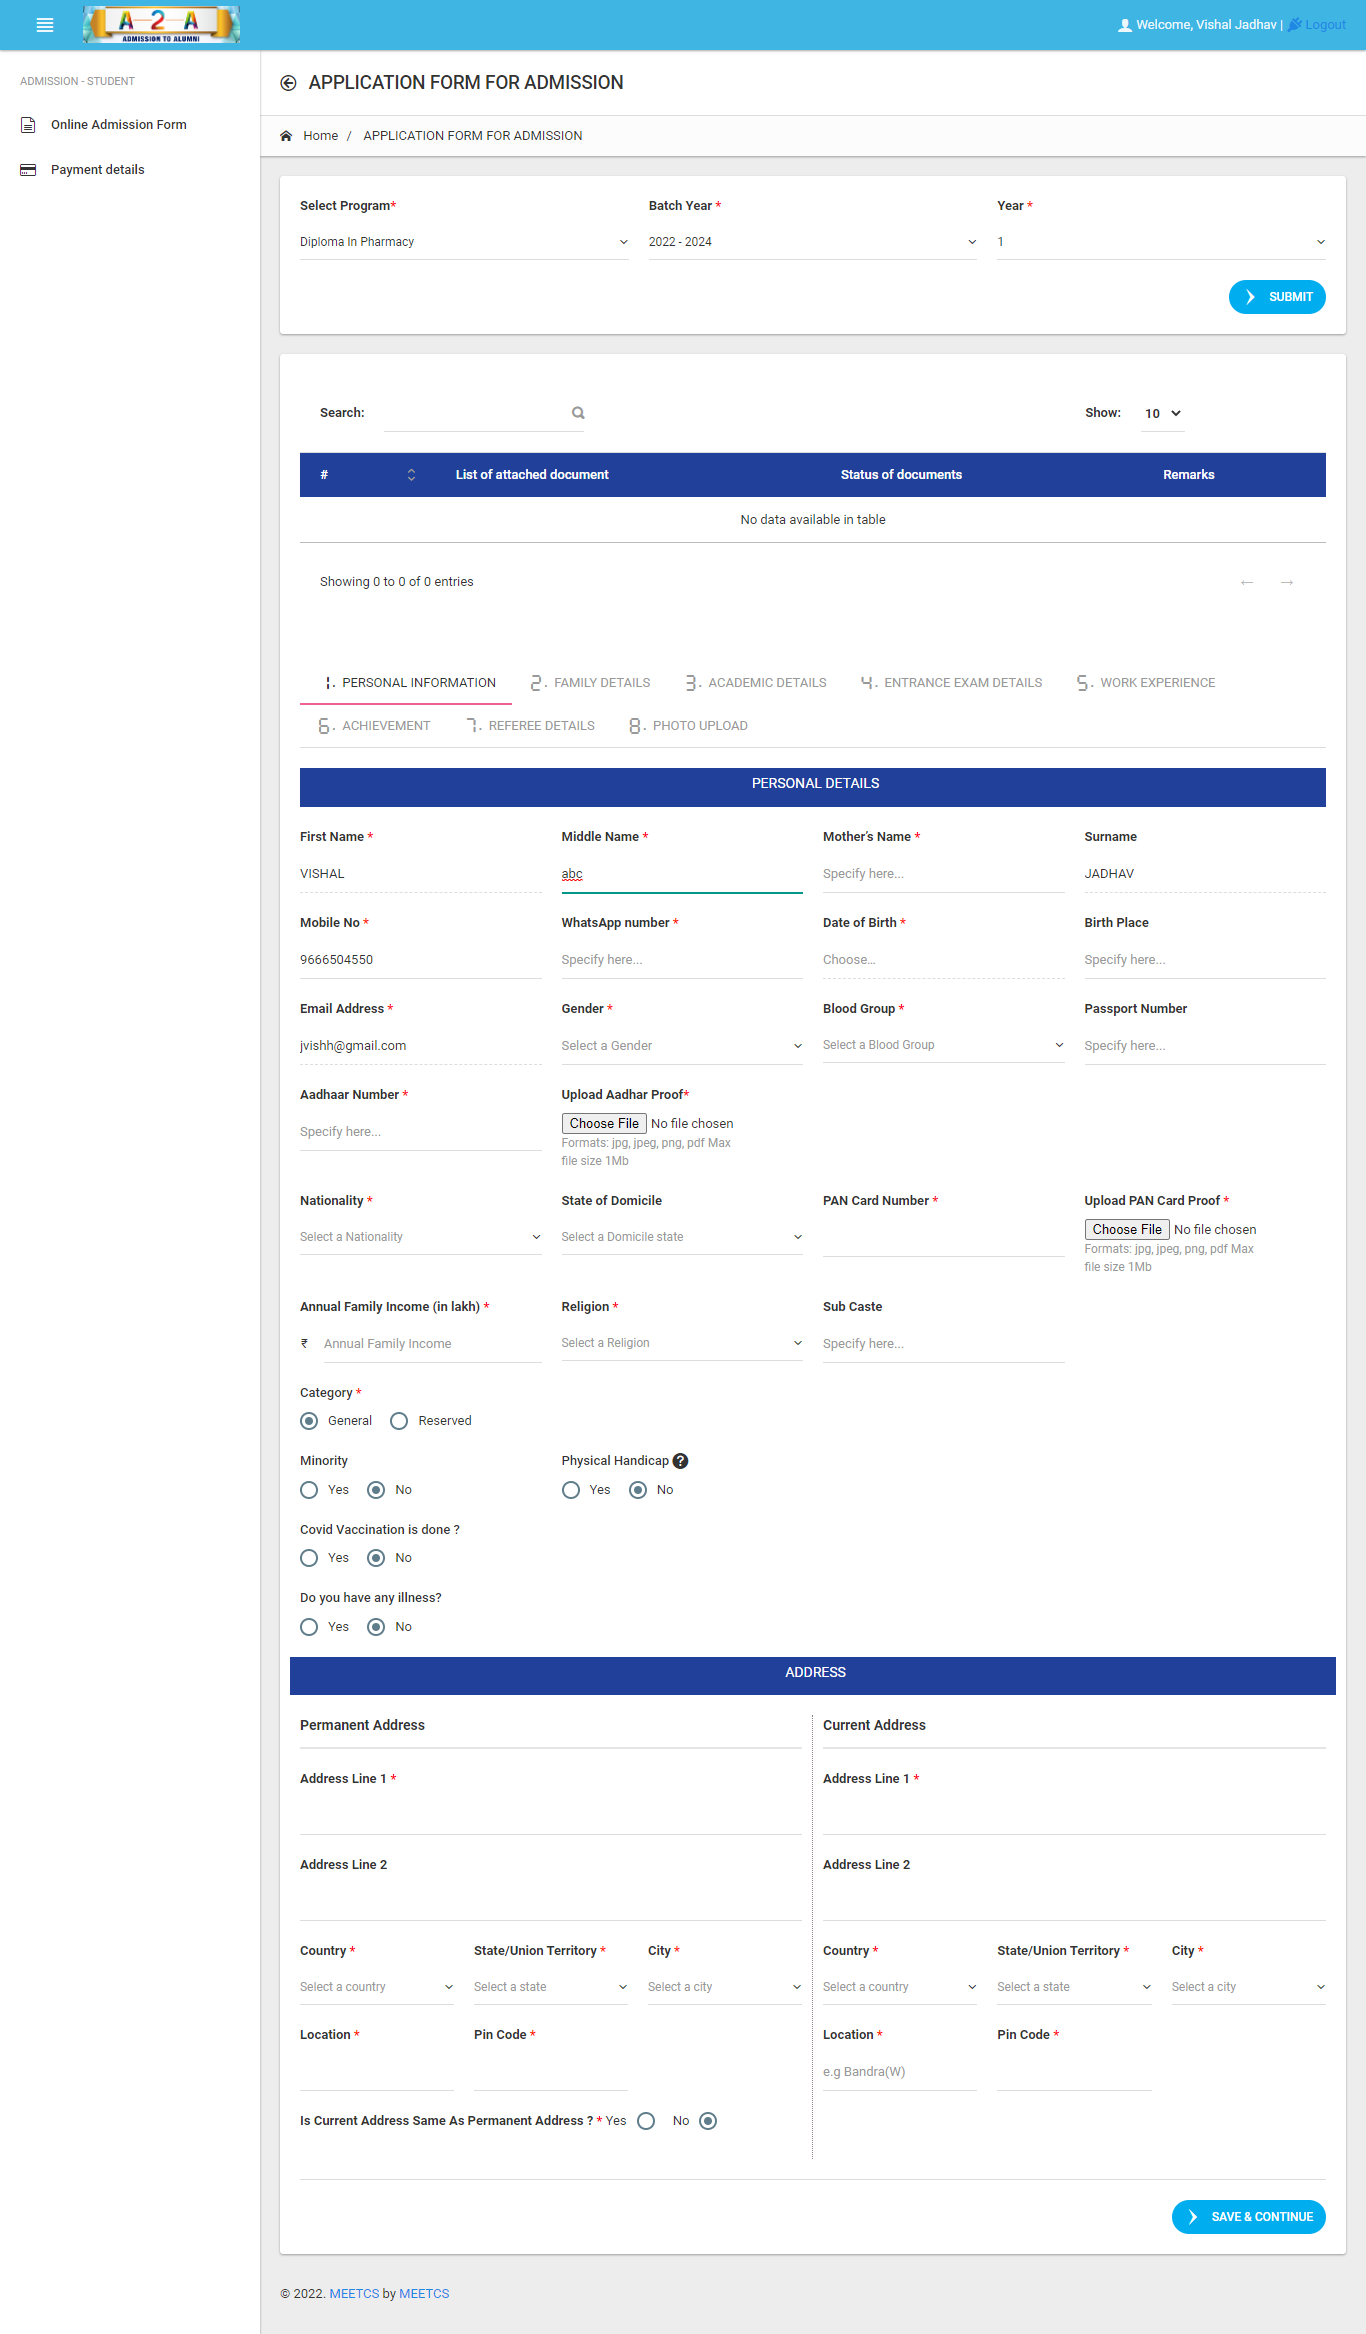 A-2-A
ADMISSION TO ALUMNI
Welcome, Vishal Jadhav | Logout
ADMISSION - STUDENT
Online Admission Form
Payment details
APPLICATION FORM FOR ADMISSION
Home / APPLICATION FORM FOR ADMISSION
Select Program* Batch Year * Year *
Diploma In Pharmacy 2022 - 2024 1
SUBMIT
Search: Show: 10
# List of attached document Status of documents Remarks
No data available in table
Showing 0 to 0 of 0 entries ← →
1. PERSONAL INFORMATION 2. FAMILY DETAILS 3. ACADEMIC DETAILS 4. ENTRANCE EXAM DETAILS 5. WORK EXPERIENCE
6. ACHIEVEMENT 7. REFEREE DETAILS 8. PHOTO UPLOAD
PERSONAL DETAILS
First Name * Middle Name * Mother's Name * Surname
VISHAL abc Specify here... JADHAV
Mobile No * WhatsApp number * Date of Birth * Birth Place
9666504550 Specify here... Choose... Specify here...
Email Address * Gender * Blood Group * Passport Number
jvishh@gmail.com Select a Gender Select a Blood Group Specify here...
Aadhaar Number * Upload Aadhar Proof*
Specify here... Choose File No file chosen
Formats: jpg, jpeg, png, pdf Max
file size 1Mb
Nationality * State of Domicile PAN Card Number * Upload PAN Card Proof *
Select a Nationality Select a Domicile state Choose File No file chosen
Formats: jpg, jpeg, png, pdf Max
file size 1Mb
Annual Family Income (in lakh) * Religion * Sub Caste
₹ Annual Family Income Select a Religion Specify here...
Category *
General Reserved
Minority Physical Handicap ?
Yes No Yes No
Covid Vaccination is done ?
Yes No
Do you have any illness?
Yes No
ADDRESS
Permanent Address Current Address
Address Line 1 * Address Line 1 *
Address Line 2 Address Line 2
Country * State/Union Territory * City * Country * State/Union Territory * City *
Select a country Select a state Select a city Select a country Select a state Select a city
Location * Pin Code * Location * Pin Code *
e.g Bandra(W)
Is Current Address Same As Permanent Address ? * Yes No
SAVE & CONTINUE
© 2022. MEETCS by MEETCS